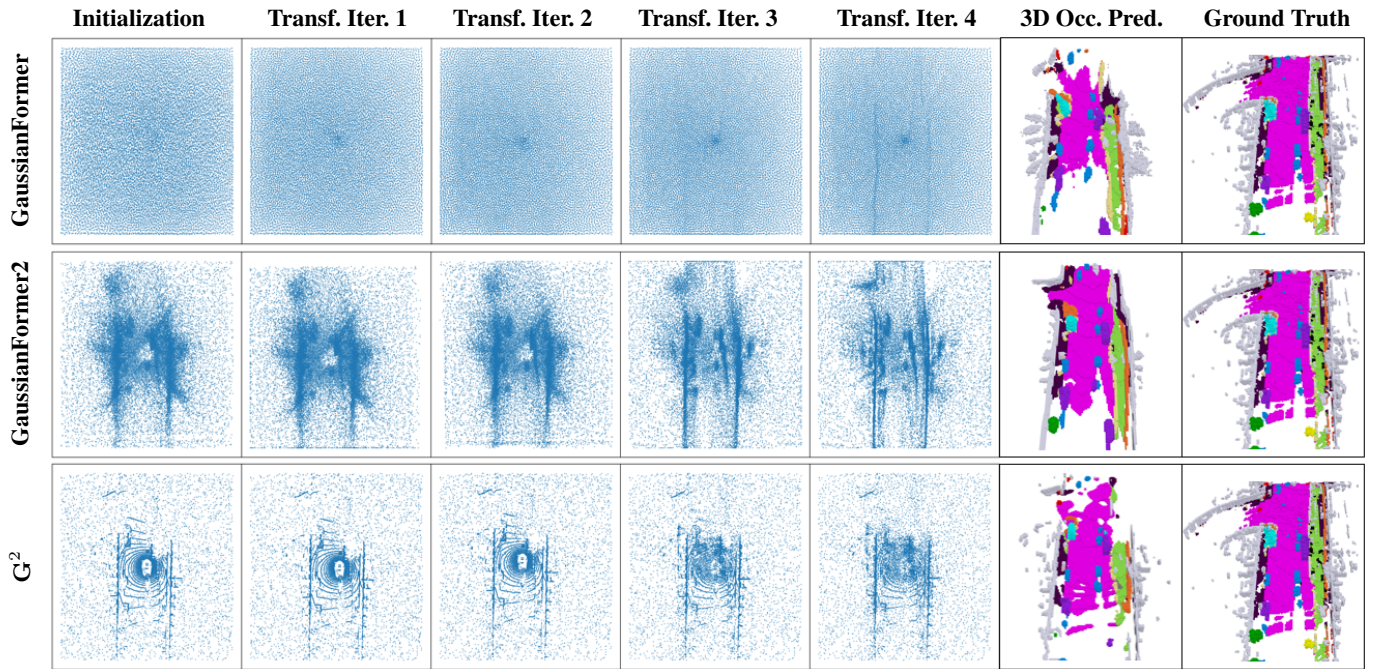 Initialization Transf. Iter. 1 Transf. Iter. 2 Transf. Iter. 3 Transf. Iter. 4 3D Occ. Pred. Ground Truth
GaussianFormer
GaussianFormer2
G²